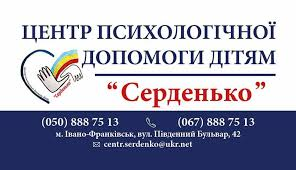 ЦЕНТР ПСИХОЛОГІЧНОЇ
ДОПОМОГИ ДІТЯМ
“Серденько”
(050) 888 75 13 (067) 888 75 13
м. Івано-Франківськ, вул. Південний Бульвар, 42
centr.serdenko@ukr.net